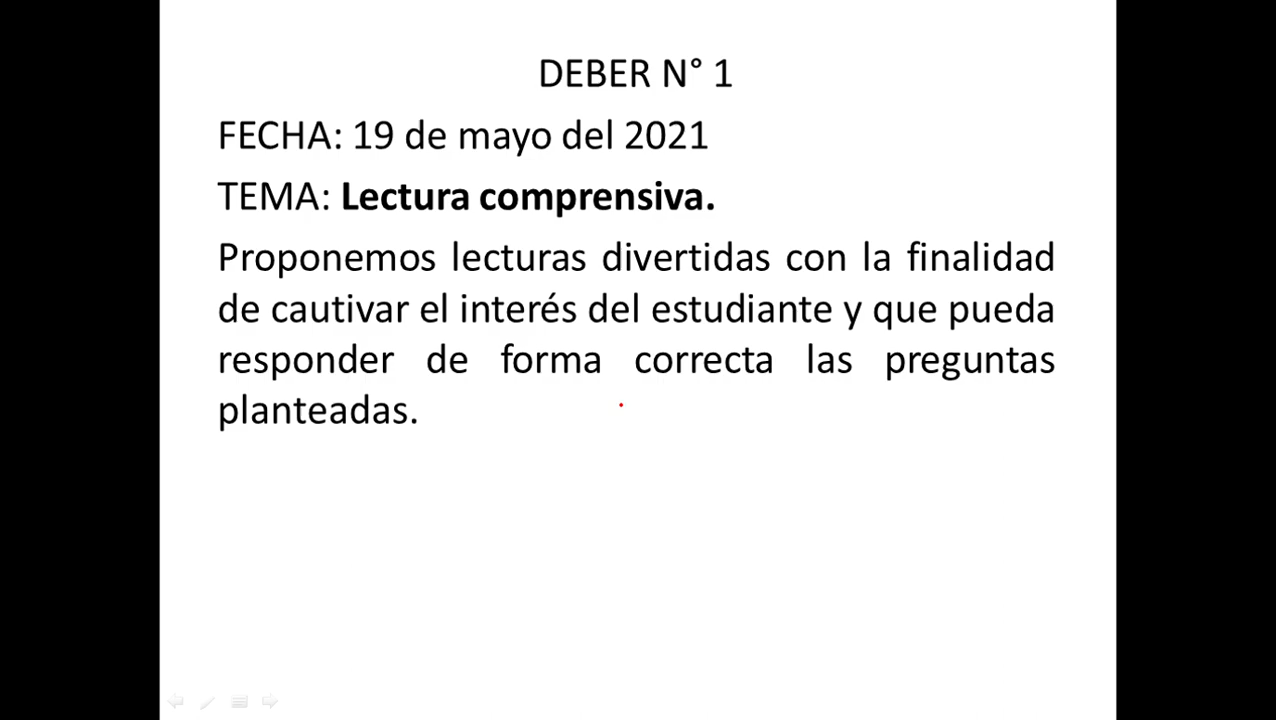 DEBER N° 1
FECHA: 19 de mayo del 2021
TEMA: Lectura comprensiva.
Proponemos lecturas divertidas con la finalidad
de cautivar el interés del estudiante y que pueda
responder de forma correcta las preguntas
planteadas.